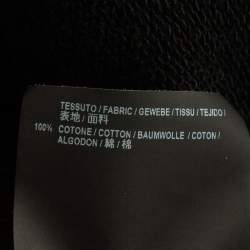 TESSUTO / FABRIC / GEWEBE / TISSU / TEJIDO /
表地 / 面料
100% COTONE / COTTON / BAUMWOLLE / COTON /
ALGODON / 綿 / 棉